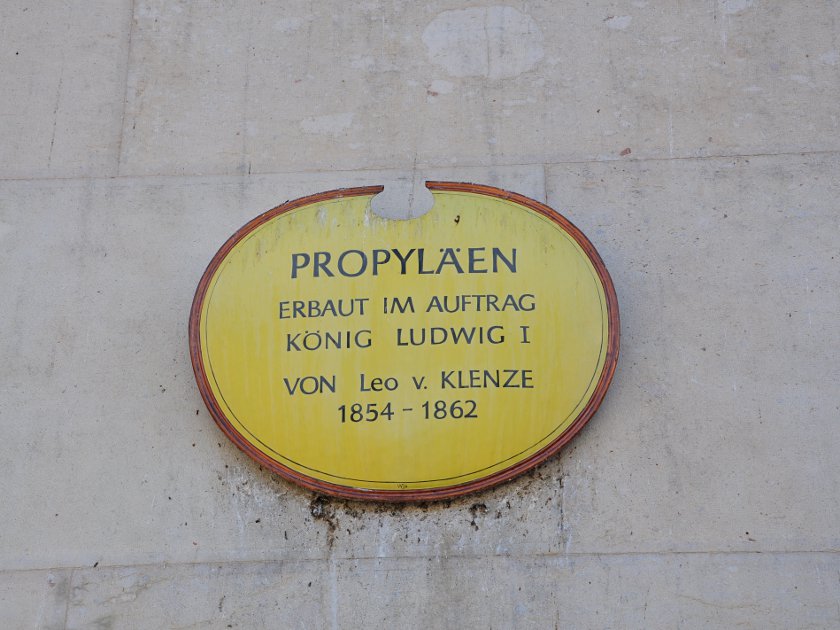 PROPYLÄEN
ERBAUT IM AUFTRAG
KÖNIG LUDWIG I
VON Leo v. KLENZE
1854 - 1862